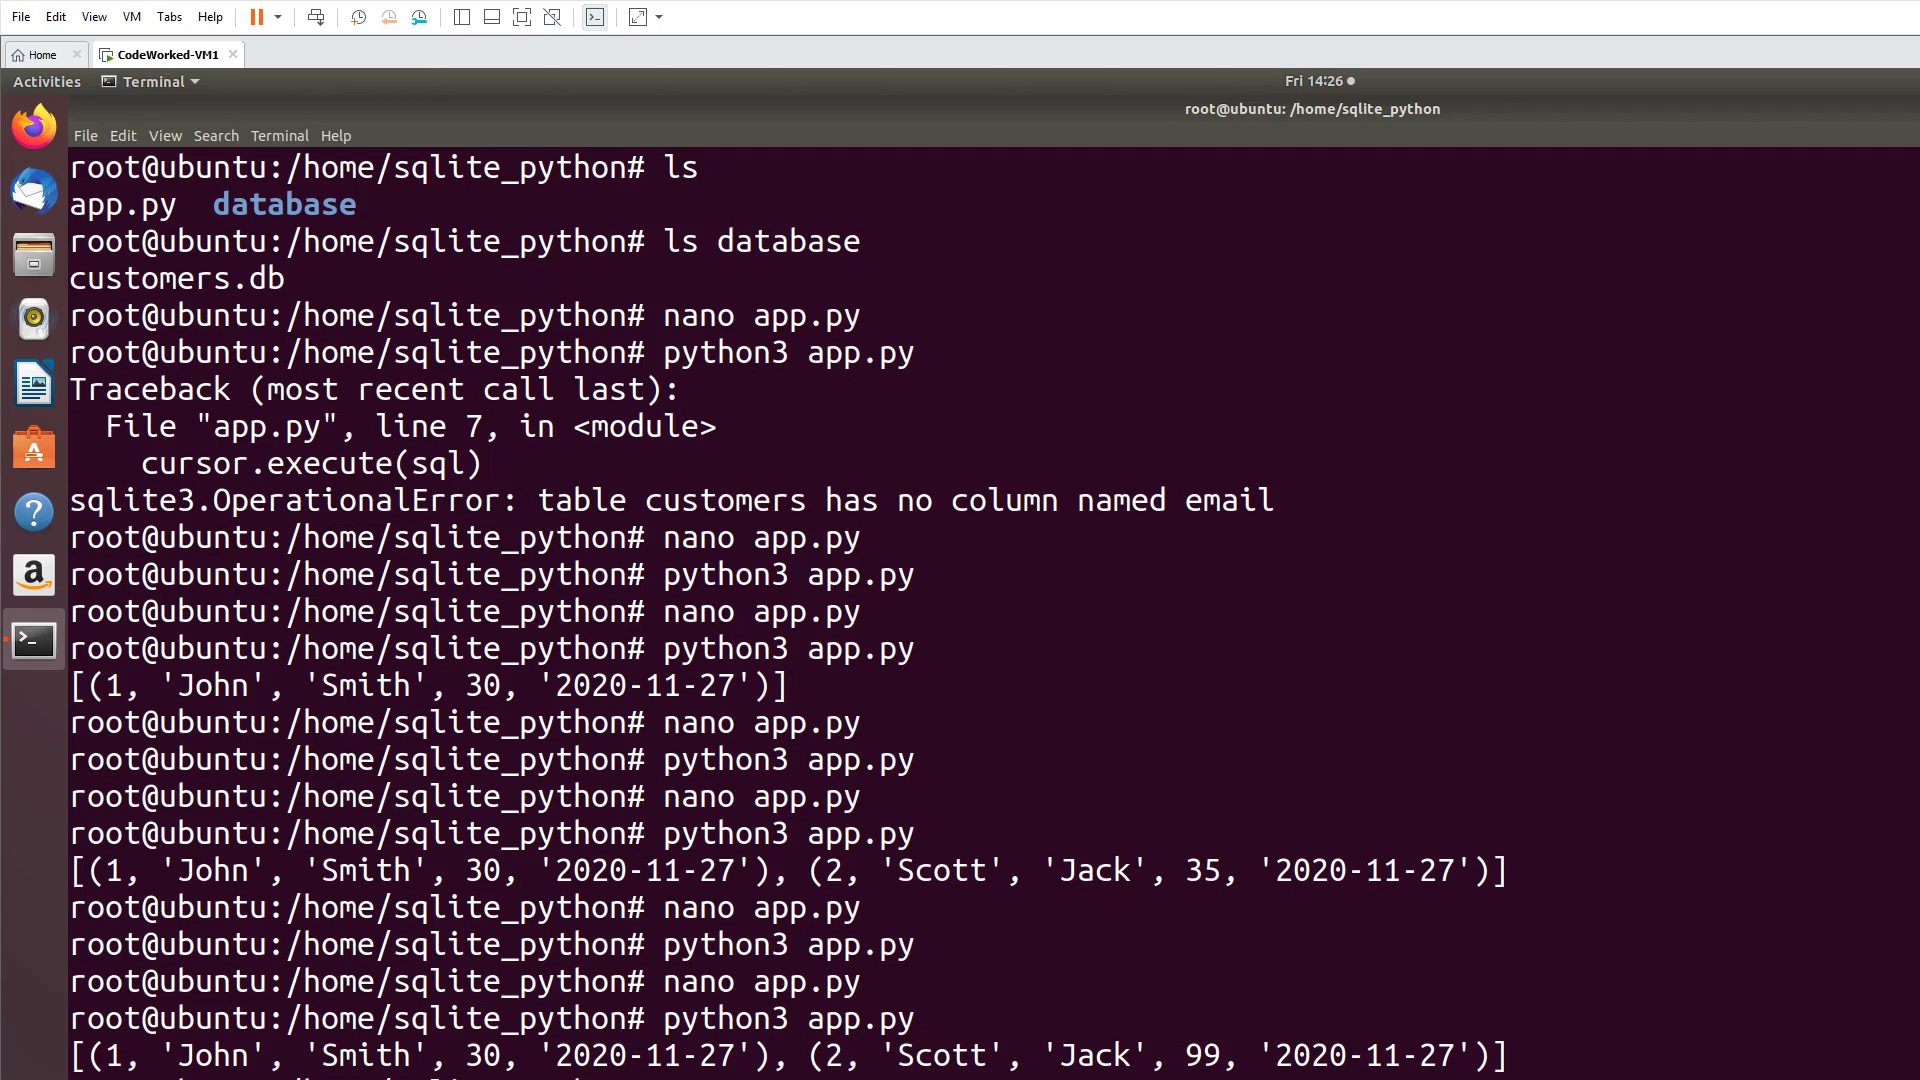 File Edit View VM Tabs Help
Home CodeWorked-VM1
Activities Terminal Fri 14:26
root@ubuntu: /home/sqlite_python
File Edit View Search Terminal Help
root@ubuntu:/home/sqlite_python# ls
app.py database
root@ubuntu:/home/sqlite_python# ls database
customers.db
root@ubuntu:/home/sqlite_python# nano app.py
root@ubuntu:/home/sqlite_python# python3 app.py
Traceback (most recent call last):
File "app.py", line 7, in <module>
cursor.execute(sql)
sqlite3.OperationalError: table customers has no column named email
root@ubuntu:/home/sqlite_python# nano app.py
root@ubuntu:/home/sqlite_python# python3 app.py
root@ubuntu:/home/sqlite_python# nano app.py
root@ubuntu:/home/sqlite_python# python3 app.py
[(1, 'John', 'Smith', 30, '2020-11-27')]
root@ubuntu:/home/sqlite_python# nano app.py
root@ubuntu:/home/sqlite_python# python3 app.py
root@ubuntu:/home/sqlite_python# nano app.py
root@ubuntu:/home/sqlite_python# python3 app.py
[(1, 'John', 'Smith', 30, '2020-11-27'), (2, 'Scott', 'Jack', 35, '2020-11-27')]
root@ubuntu:/home/sqlite_python# nano app.py
root@ubuntu:/home/sqlite_python# python3 app.py
root@ubuntu:/home/sqlite_python# nano app.py
root@ubuntu:/home/sqlite_python# python3 app.py
[(1, 'John', 'Smith', 30, '2020-11-27'), (2, 'Scott', 'Jack', 99, '2020-11-27')]